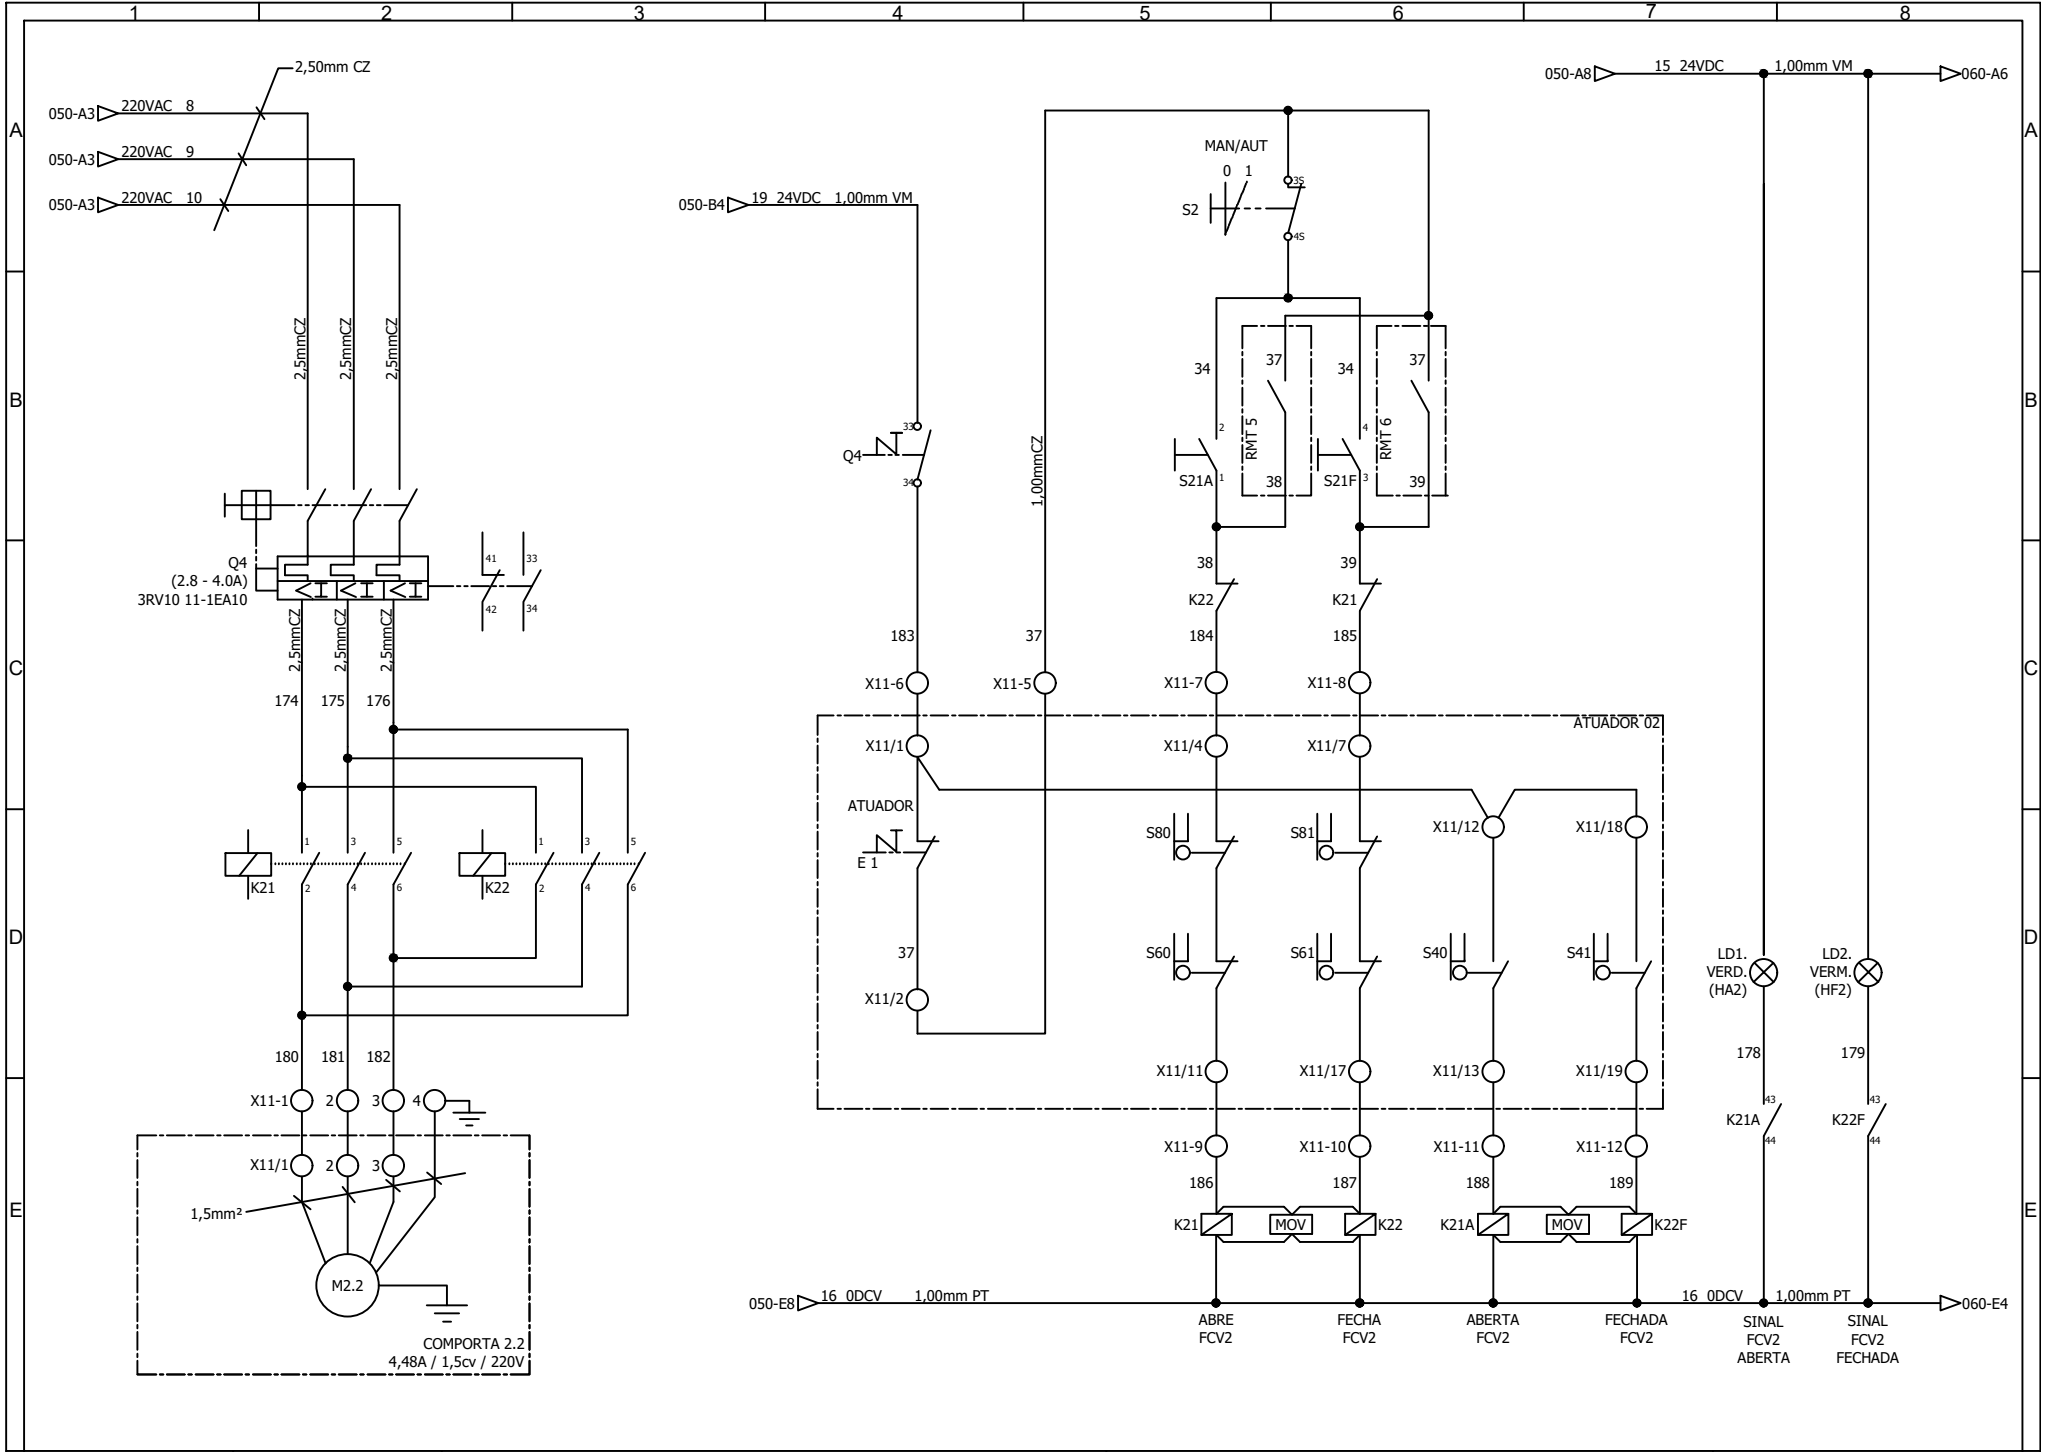 1 2 3 4 5 6 7 8
A
A
B
B
C
C
D
D
E
E
2,50mm CZ
050-A3 220VAC 8
050-A3 220VAC 9
050-A3 220VAC 10
2,5mmCZ 2,5mmCZ 2,5mmCZ
Q4
(2.8 - 4.0A)
3RV10 11-1EA10
41 33
42 34
2,5mmCZ 2,5mmCZ 2,5mmCZ
174 175 176
1 3 5 1 3 5
K21 2 4 6 K22 2 4 6
180 181 182
X11-1 2 3 4
X11/1 2 3
1,5mm²
M2.2
COMPORTA 2.2
4,48A / 1,5cv / 220V
050-B4 19 24VDC 1,00mm VM
33
Q4
34
183
X11-6
1,00mmCZ
37
X11-5
MAN/AUT
0 1
3S
S2
4S
34 37 34 37
2 4
RMT 5 RMT 6
S21A 1 38 S21F 3 39
38 39
K22 K21
184 185
X11-7 X11-8
ATUADOR 02
X11/1 X11/4 X11/7
ATUADOR
E 1
S80 S81 X11/12 X11/18
37
S60 S61 S40 S41
X11/2
X11/11 X11/17 X11/13 X11/19
X11-9 X11-10 X11-11 X11-12
186 187 188 189
K21 MOV K22 K21A MOV K22F
050-E8 16 0DCV 1,00mm PT 16 0DCV 1,00mm PT 060-E4
ABRE
FCV2
FECHA
FCV2
ABERTA
FCV2
FECHADA
FCV2
SINAL
FCV2
ABERTA
SINAL
FCV2
FECHADA
050-A8 15 24VDC 1,00mm VM 060-A6
LD1.
VERD.
(HA2)
LD2.
VERM.
(HF2)
178 179
43 43
K21A K22F
44 44